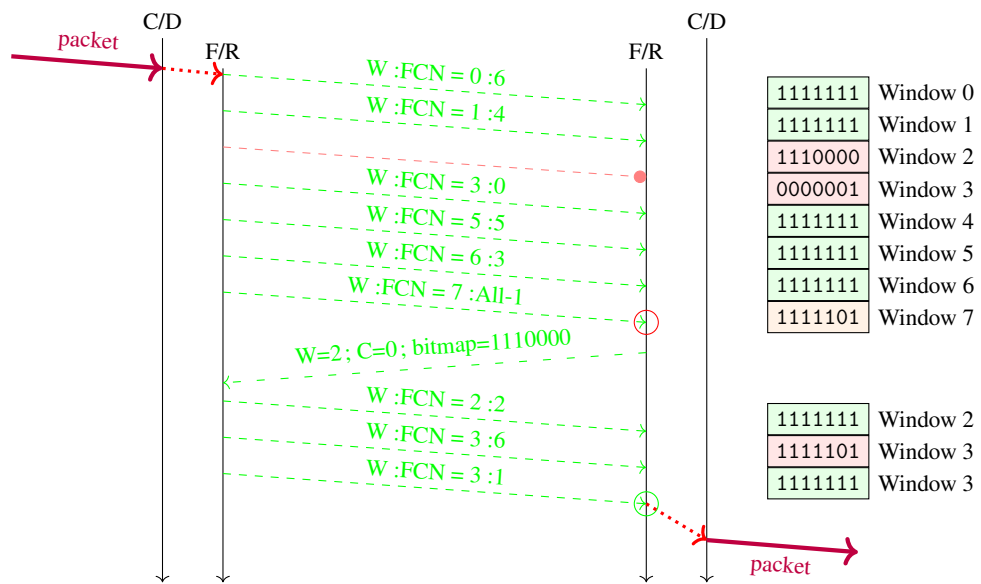 C/D
C/D
packet
F/R
F/R
W :FCN = 0 :6
1111111 Window 0
W :FCN = 1 :4
1111111 Window 1
1110000 Window 2
W :FCN = 3 :0
0000001 Window 3
W :FCN = 5 :5
1111111 Window 4
W :FCN = 6 :3
1111111 Window 5
W :FCN = 7 :All-1
1111111 Window 6
1111101 Window 7
W=2 ; C=0 ; bitmap=1110000
W :FCN = 2 :2
1111111 Window 2
W :FCN = 3 :6
1111101 Window 3
W :FCN = 3 :1
1111111 Window 3
packet